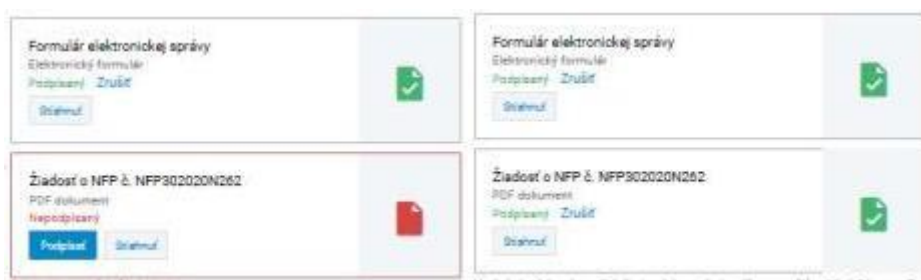 Formulár elektronickej správy
Elektronický formulár
Podpísaný Zrušiť
Stiahnuť
Žiadosť o NFP č. NFP302020N262
PDF dokument
Nepodpísaný
Podpísať Stiahnuť
Formulár elektronickej správy
Elektronický formulár
Podpísaný Zrušiť
Stiahnuť
Žiadosť o NFP č. NFP302020N262
PDF dokument
Podpísaný Zrušiť
Stiahnuť